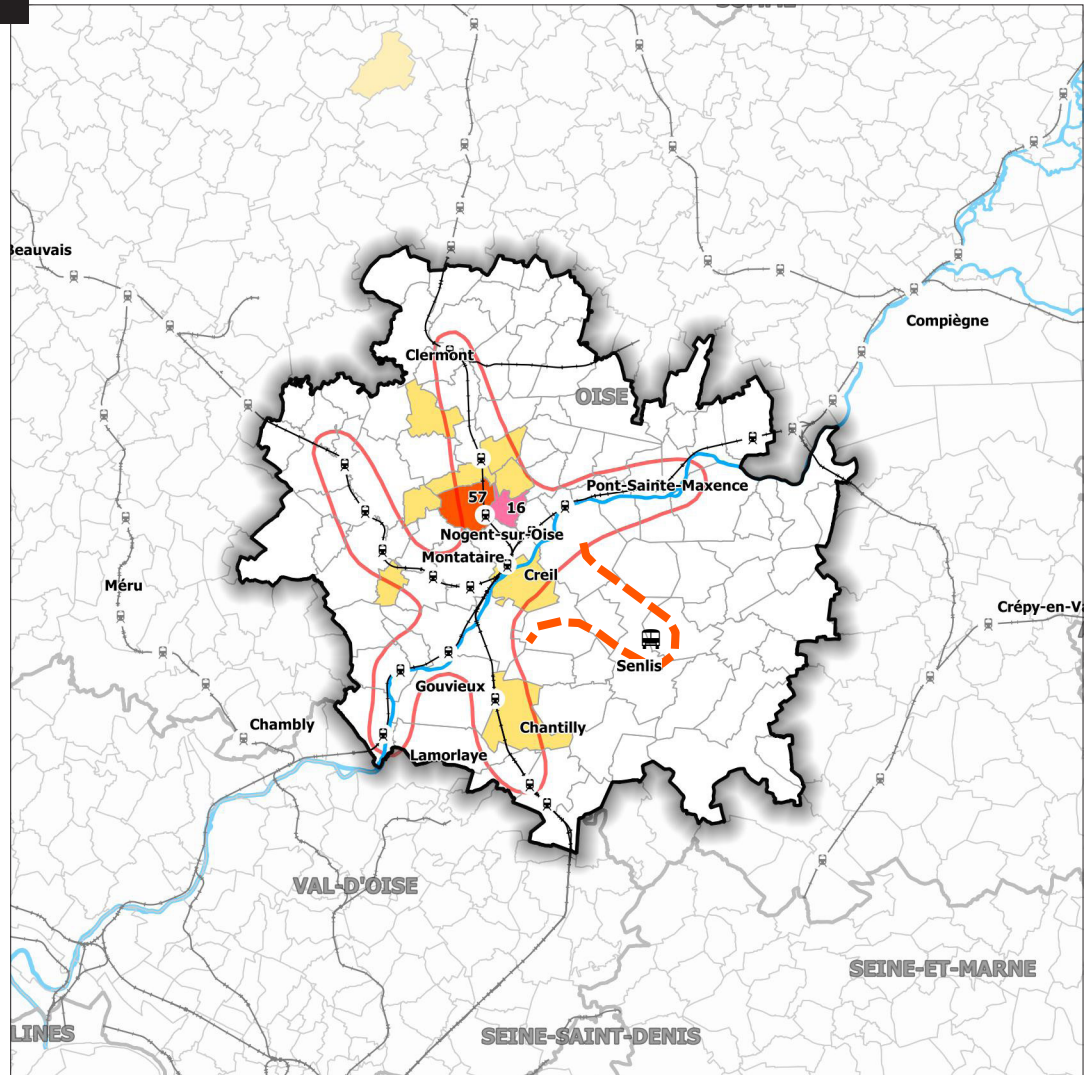 Beauvais
Compiègne
Clermont
OISE
Pont-Sainte-Maxence
57
16
Nogent-sur-Oise
Montataire
Creil
Méru
Crépy-en-Va
Senlis
Gouvieux
Chambly
Chantilly
Lamorlaye
VAL-D'OISE
SEINE-ET-MARNE
LINES
SEINE-SAINT-DENIS